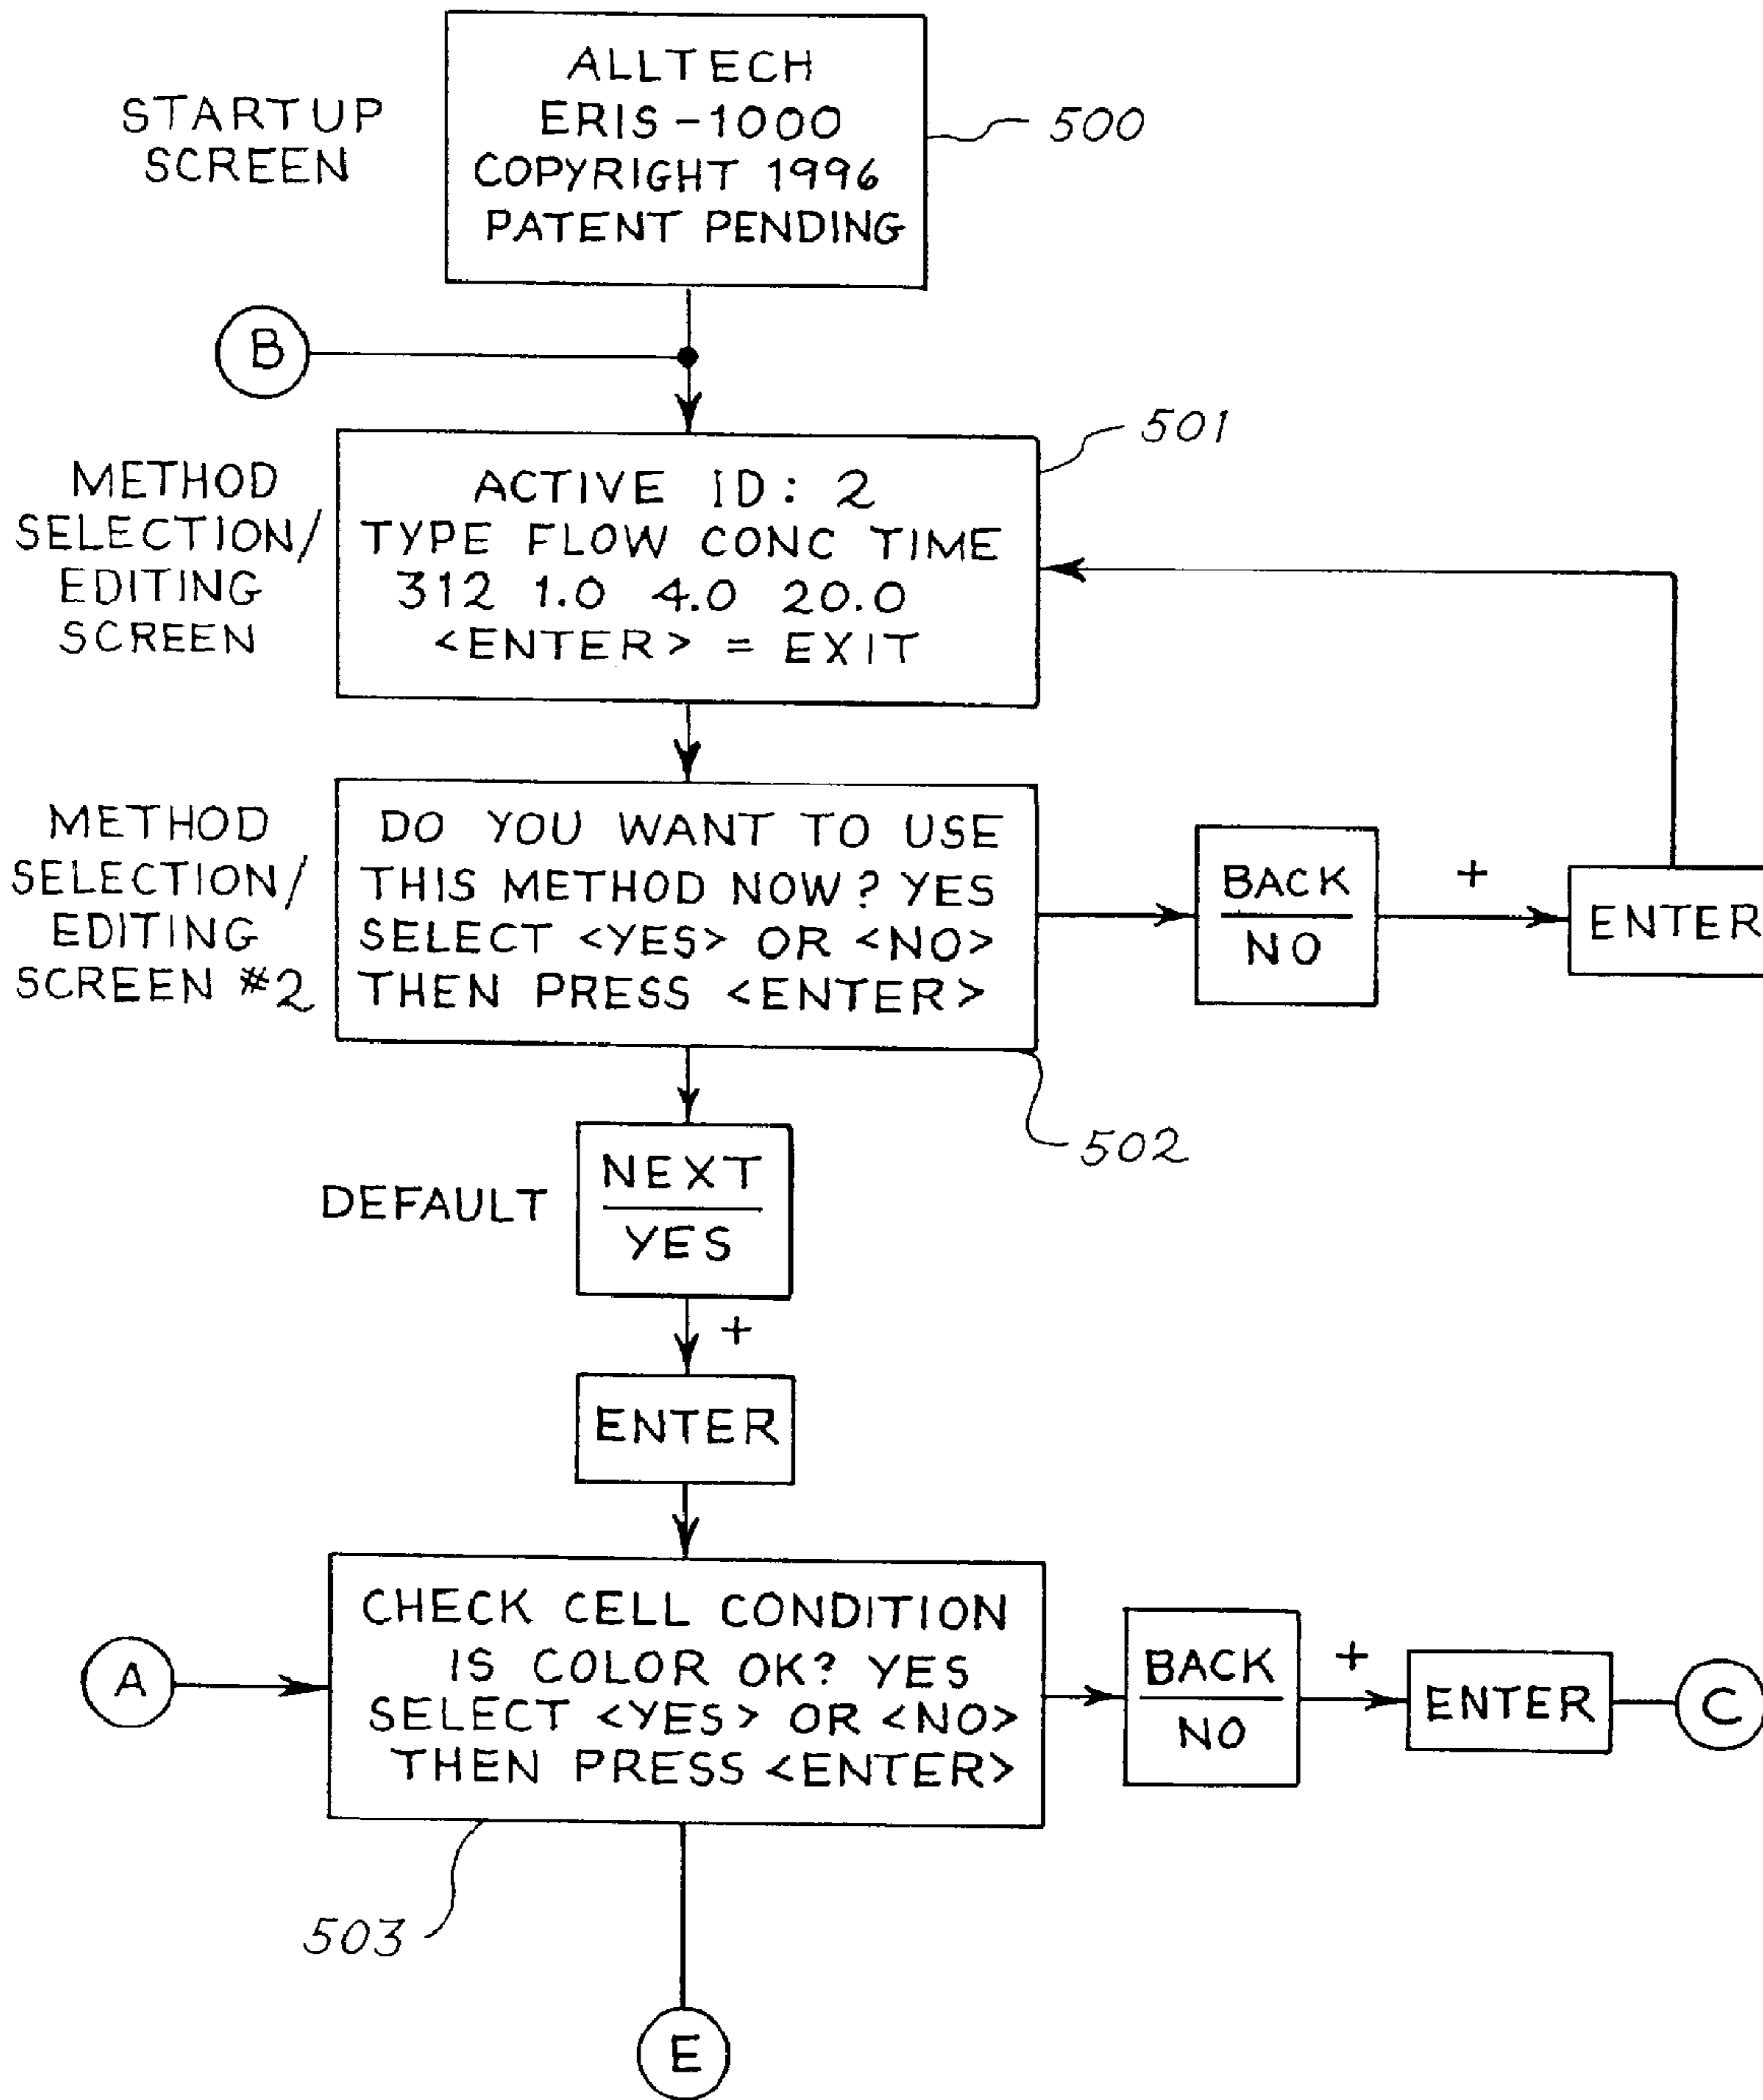 STARTUP
SCREEN
ALLTECH
ERIS-1000
COPYRIGHT 1996
PATENT PENDING
500
B
501
METHOD
SELECTION/
EDITING
SCREEN
ACTIVE ID: 2
TYPE FLOW CONC TIME
312 1.0 4.0 20.0
<ENTER> = EXIT
METHOD
SELECTION/
EDITING
SCREEN #2
DO YOU WANT TO USE
THIS METHOD NOW? YES
SELECT <YES> OR <NO>
THEN PRESS <ENTER>
BACK
NO
+
ENTER
502
DEFAULT
NEXT
YES
+
ENTER
A
CHECK CELL CONDITION
IS COLOR OK? YES
SELECT <YES> OR <NO>
THEN PRESS <ENTER>
BACK
NO
+
ENTER
C
503
E